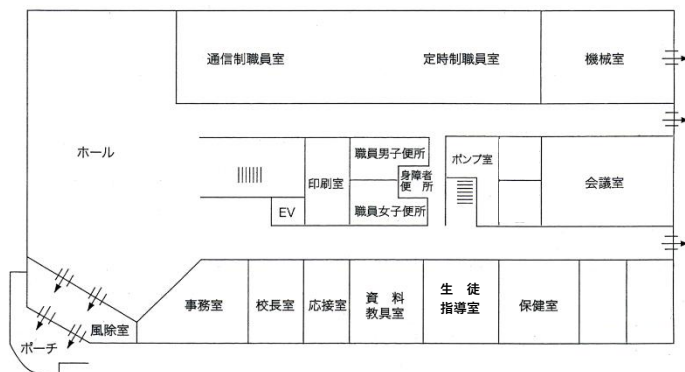 通信制職員室
定時制職員室
機械室
ホール
職員男子便所
ポンプ室
印刷室
身障者
便所
会議室
EV
職員女子便所
事務室
校長室
応接室
資料
教具室
生徒
指導室
保健室
風除室
ポーチ